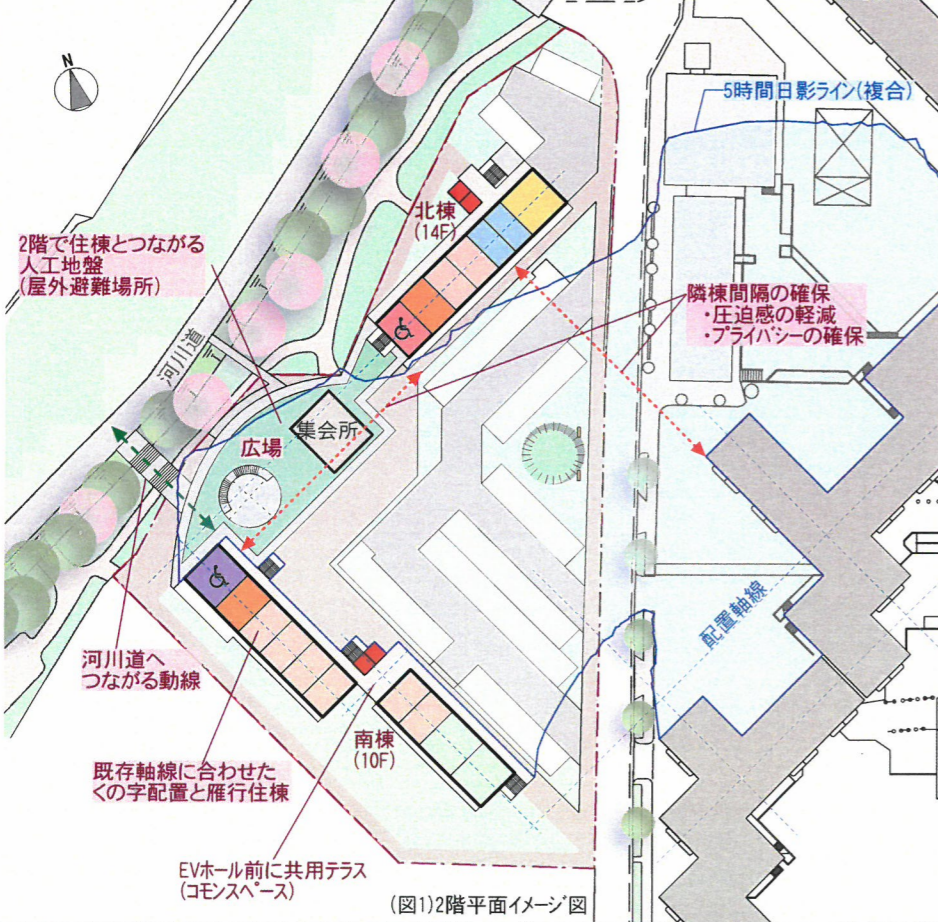 N
5時間日影ライン(複合)
北棟
(14F)
2階で住棟とつながる
人工地盤
(屋外避難場所)
隣棟間隔の確保
・圧迫感の軽減
・プライバシーの確保
河川道
集会所
広場
配置軸線
河川道へ
つながる動線
南棟
(10F)
既存軸線に合わせた
くの字配置と雁行住棟
EVホール前に共用テラス
(コモンスペース)
(図1)2階平面イメージ図